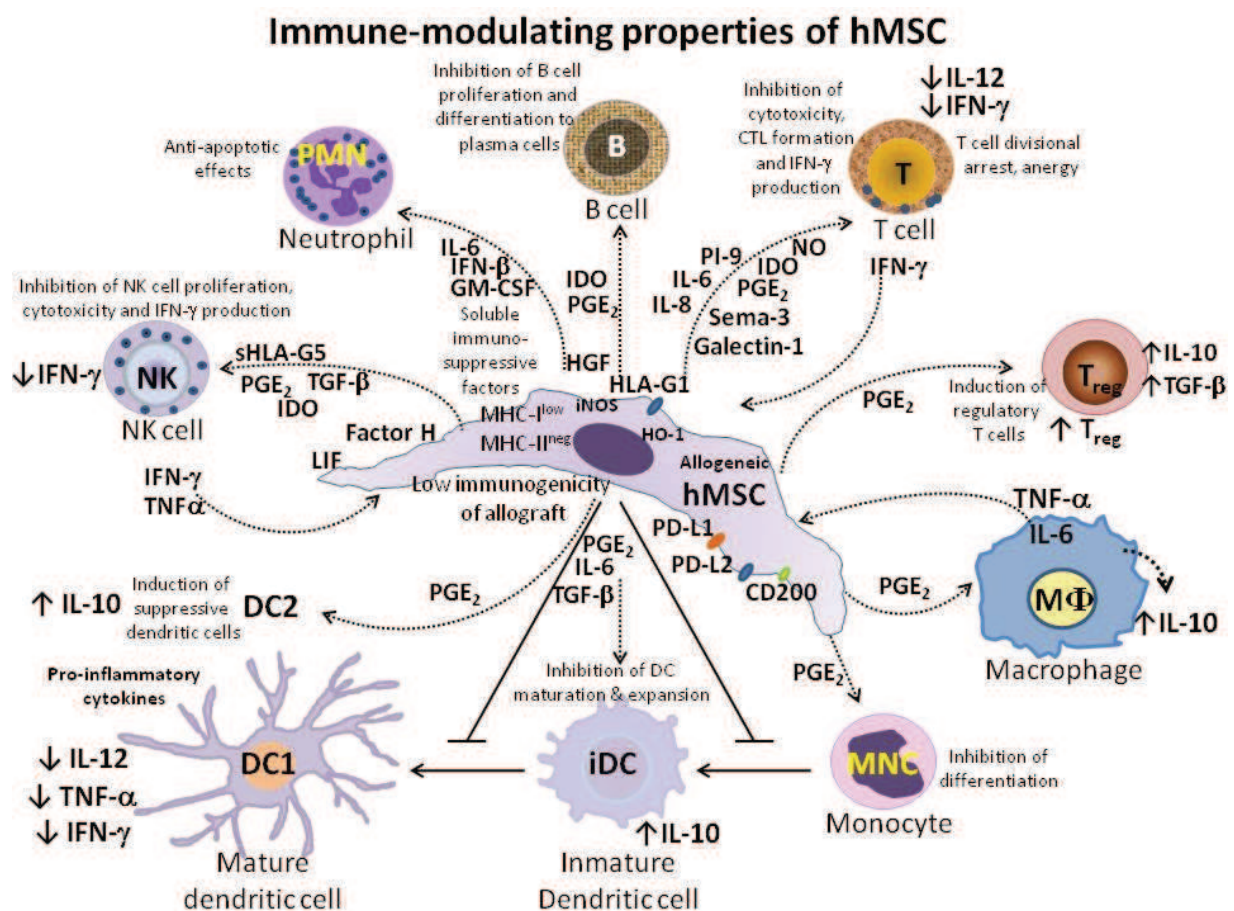 Immune-modulating properties of hMSC
Inhibition of B cell
proliferation and
differentiation to
plasma cells
B
B cell
Anti-apoptotic
effects
PMN
Neutrophil
Inhibition of
cytotoxicity,
CTL formation
and IFN-γ
production
↓ IL-12
↓ IFN-γ
T
T cell
T cell divisional
arrest, anergy
IFN-γ
IL-6
IFN-β
GM-CSF
Soluble
immuno-
suppressive
factors
HGF
IDO
PGE₂
PI-9
NO
IL-6
IDO
IL-8
PGE₂
Sema-3
Galectin-1
HLA-G1
Inhibition of NK cell proliferation,
cytotoxicity and IFN-γ production
↓ IFN-γ
NK
NK cell
sHLA-G5
PGE₂
TGF-β
IDO
IFN-γ
TNFα
PGE₂
Induction of
regulatory
T cells
Treg
↑ IL-10
↑ TGF-β
↑ Treg
Factor H
LIF
MHC-Ilow
MHC-IIneg
iNOS
HO-1
Allogeneic
hMSC
Low immunogenicity
of allograft
PD-L1
PD-L2
CD200
TNF-α
IL-6
PGE₂
MΦ
↑ IL-10
Macrophage
PGE₂
IL-6
TGF-β
PGE₂
↑ IL-10
Induction of
suppressive
dendritic cells
DC2
Inhibition of DC
maturation & expansion
PGE₂
MNC
Monocyte
Inhibition of
differentiation
Pro-inflammatory
cytokines
↓ IL-12
↓ TNF-α
↓ IFN-γ
DC1
Mature
dendritic cell
iDC
↑ IL-10
Inmature
Dendritic cell